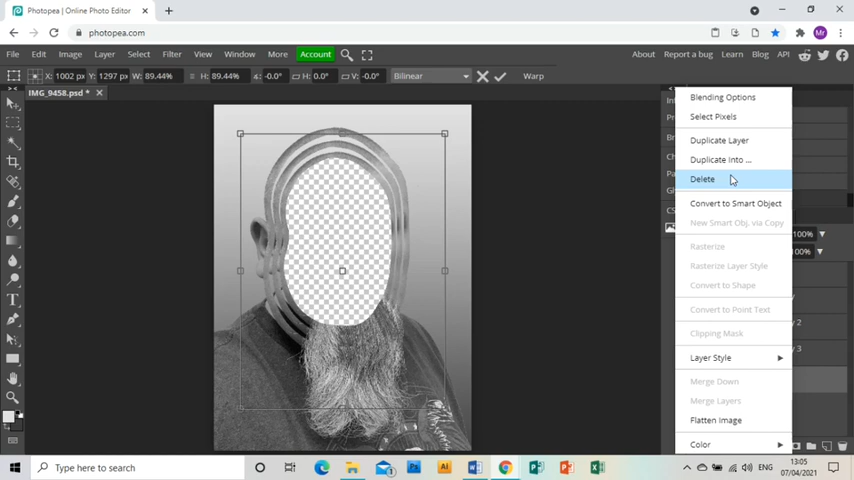 Photopea | Online Photo Editor
photopea.com
Mr
File Edit Image Layer Select Filter View Window More Account About Report a bug Learn Blog API
X: 1002 px Y: 1297 px W: 89.44% H: 89.44% -0.0° H: 0.0° V: -0.0° Bilinear Warp
IMG_9458.psd *
Blending Options
Select Pixels
Duplicate Layer
Duplicate into ...
Delete
Convert to Smart Object
New Smart Obj. via Copy
100%
Rasterize
100%
Rasterize Layer Style
Convert to Shape
Convert to Point Text
y 2
Clipping Mask
y 3
Layer Style
Merge Down
Merge Layers
Flatten Image
Color
Type here to search
ENG
13:05
07/04/2021